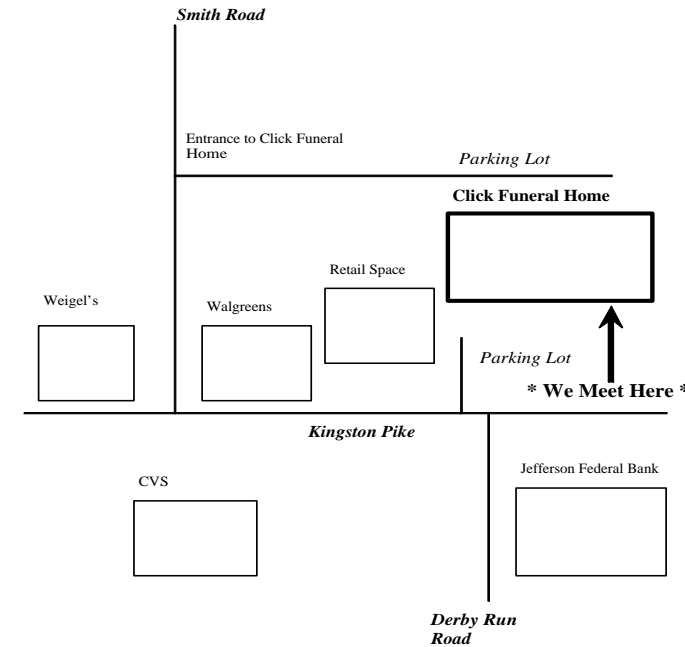 Smith Road
Entrance to Click Funeral
Home
Parking Lot
Click Funeral Home
Retail Space
Weigel's
Walgreens
Parking Lot
* We Meet Here *
Kingston Pike
Jefferson Federal Bank
CVS
Derby Run
Road